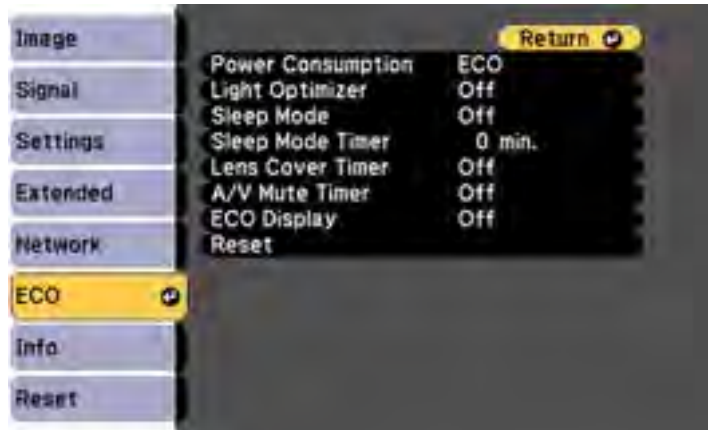 Image
Signal
Settings
Extended
Network
ECO
Info
Reset
Return
Power Consumption ECO
Light Optimizer Off
Sleep Mode Off
Sleep Mode Timer 0 min.
Lens Cover Timer Off
A/V Mute Timer Off
ECO Display Off
Reset